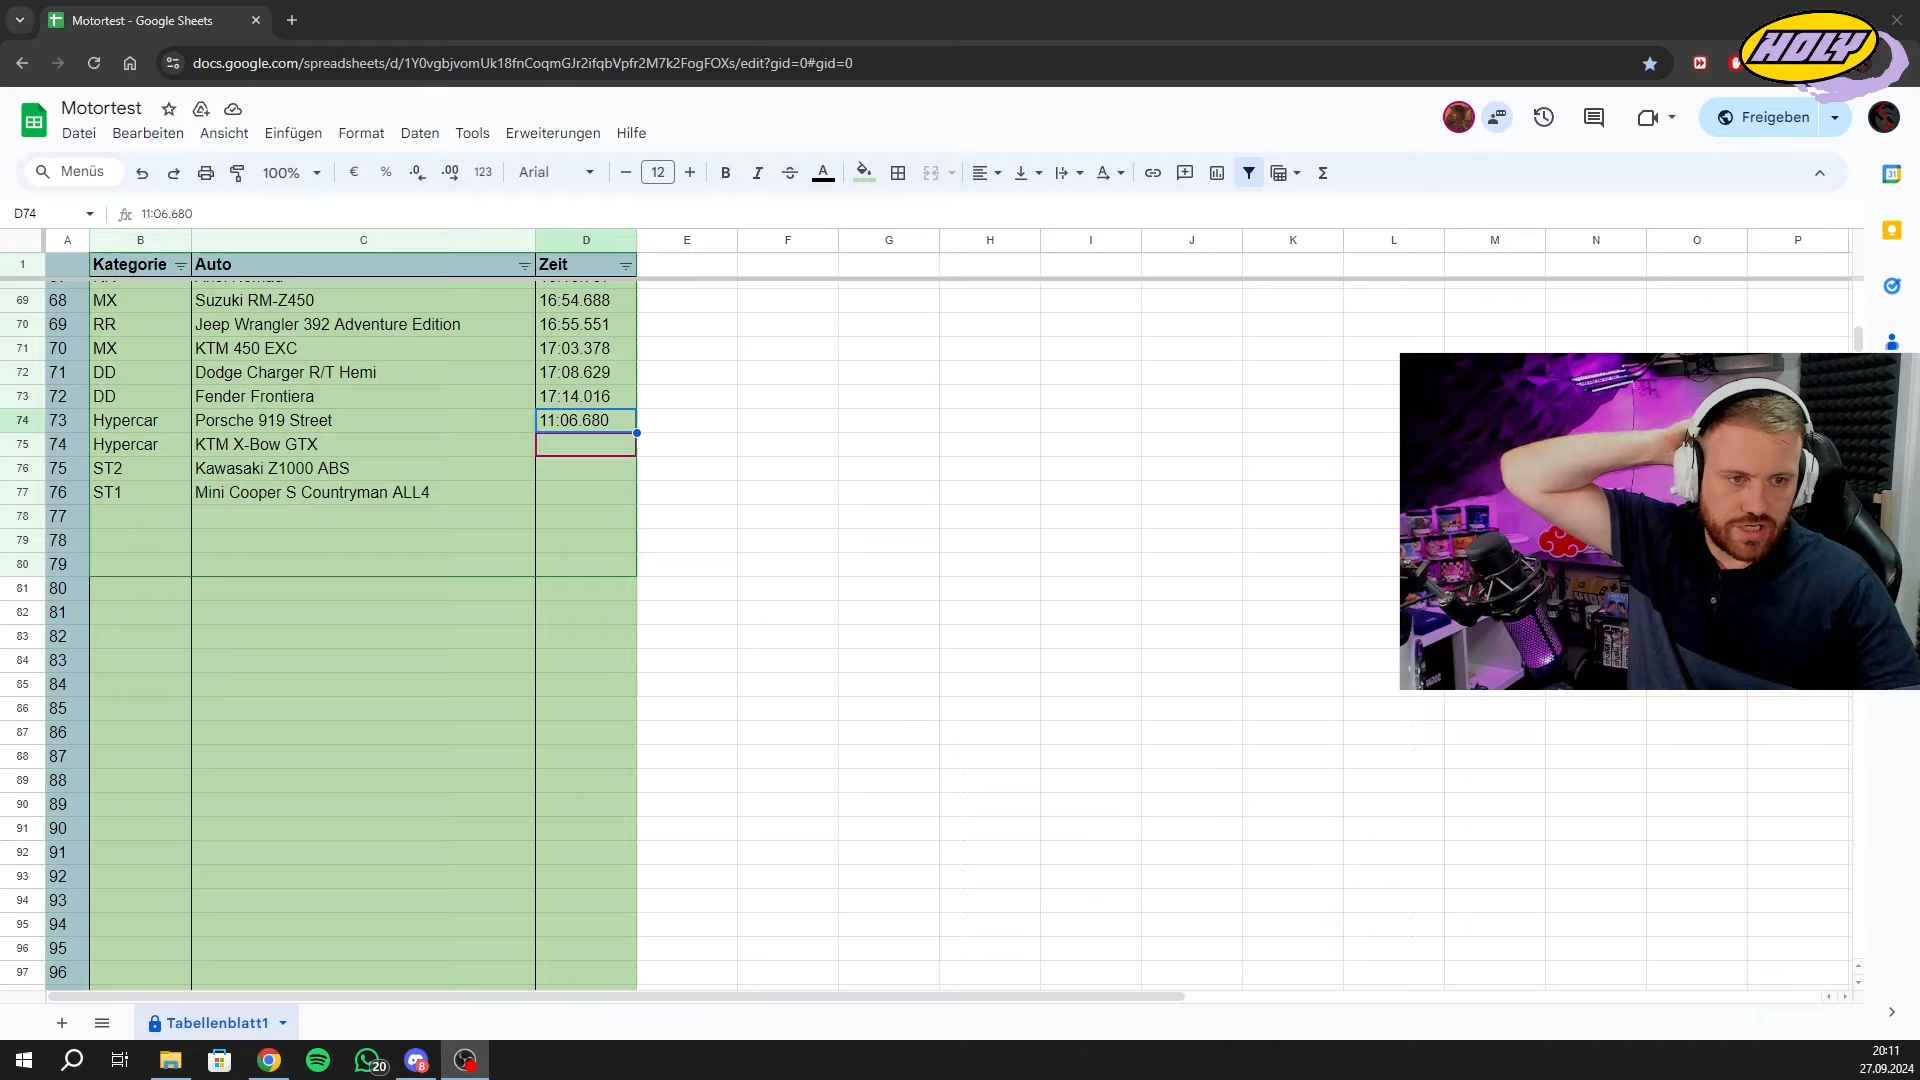 Motortest - Google Sheets
docs.google.com/spreadsheets/d/1Y0vgbjvomUk18fnCoqmGJr2ifqbVpfr2M7k2FogFOXs/edit?gid=0#gid=0
HOLY
Motortest
Datei Bearbeiten Ansicht Einfügen Format Daten Tools Erweiterungen Hilfe
Freigeben
Menüs 100% € % .0 .00 123 Arial 12 B I A Σ
31
D74 fx 11:06.680
A B C D E F G H I J K L M N O P
1 Kategorie Auto Zeit
69 68 MX Suzuki RM-Z450 16:54.688
70 69 RR Jeep Wrangler 392 Adventure Edition 16:55.551
71 70 MX KTM 450 EXC 17:03.378
72 71 DD Dodge Charger R/T Hemi 17:08.629
73 72 DD Fender Frontiera 17:14.016
74 73 Hypercar Porsche 919 Street 11:06.680
75 74 Hypercar KTM X-Bow GTX
76 75 ST2 Kawasaki Z1000 ABS
77 76 ST1 Mini Cooper S Countryman ALL4
78 77
79 78
80 79
81 80
82 81
83 82
84 83
85 84
86 85
87 86
88 87
89 88
90 89
91 90
92 91
93 92
94 93
95 94
96 95
97 96
Tabellenblatt1
20 8
20:11
27.09.2024